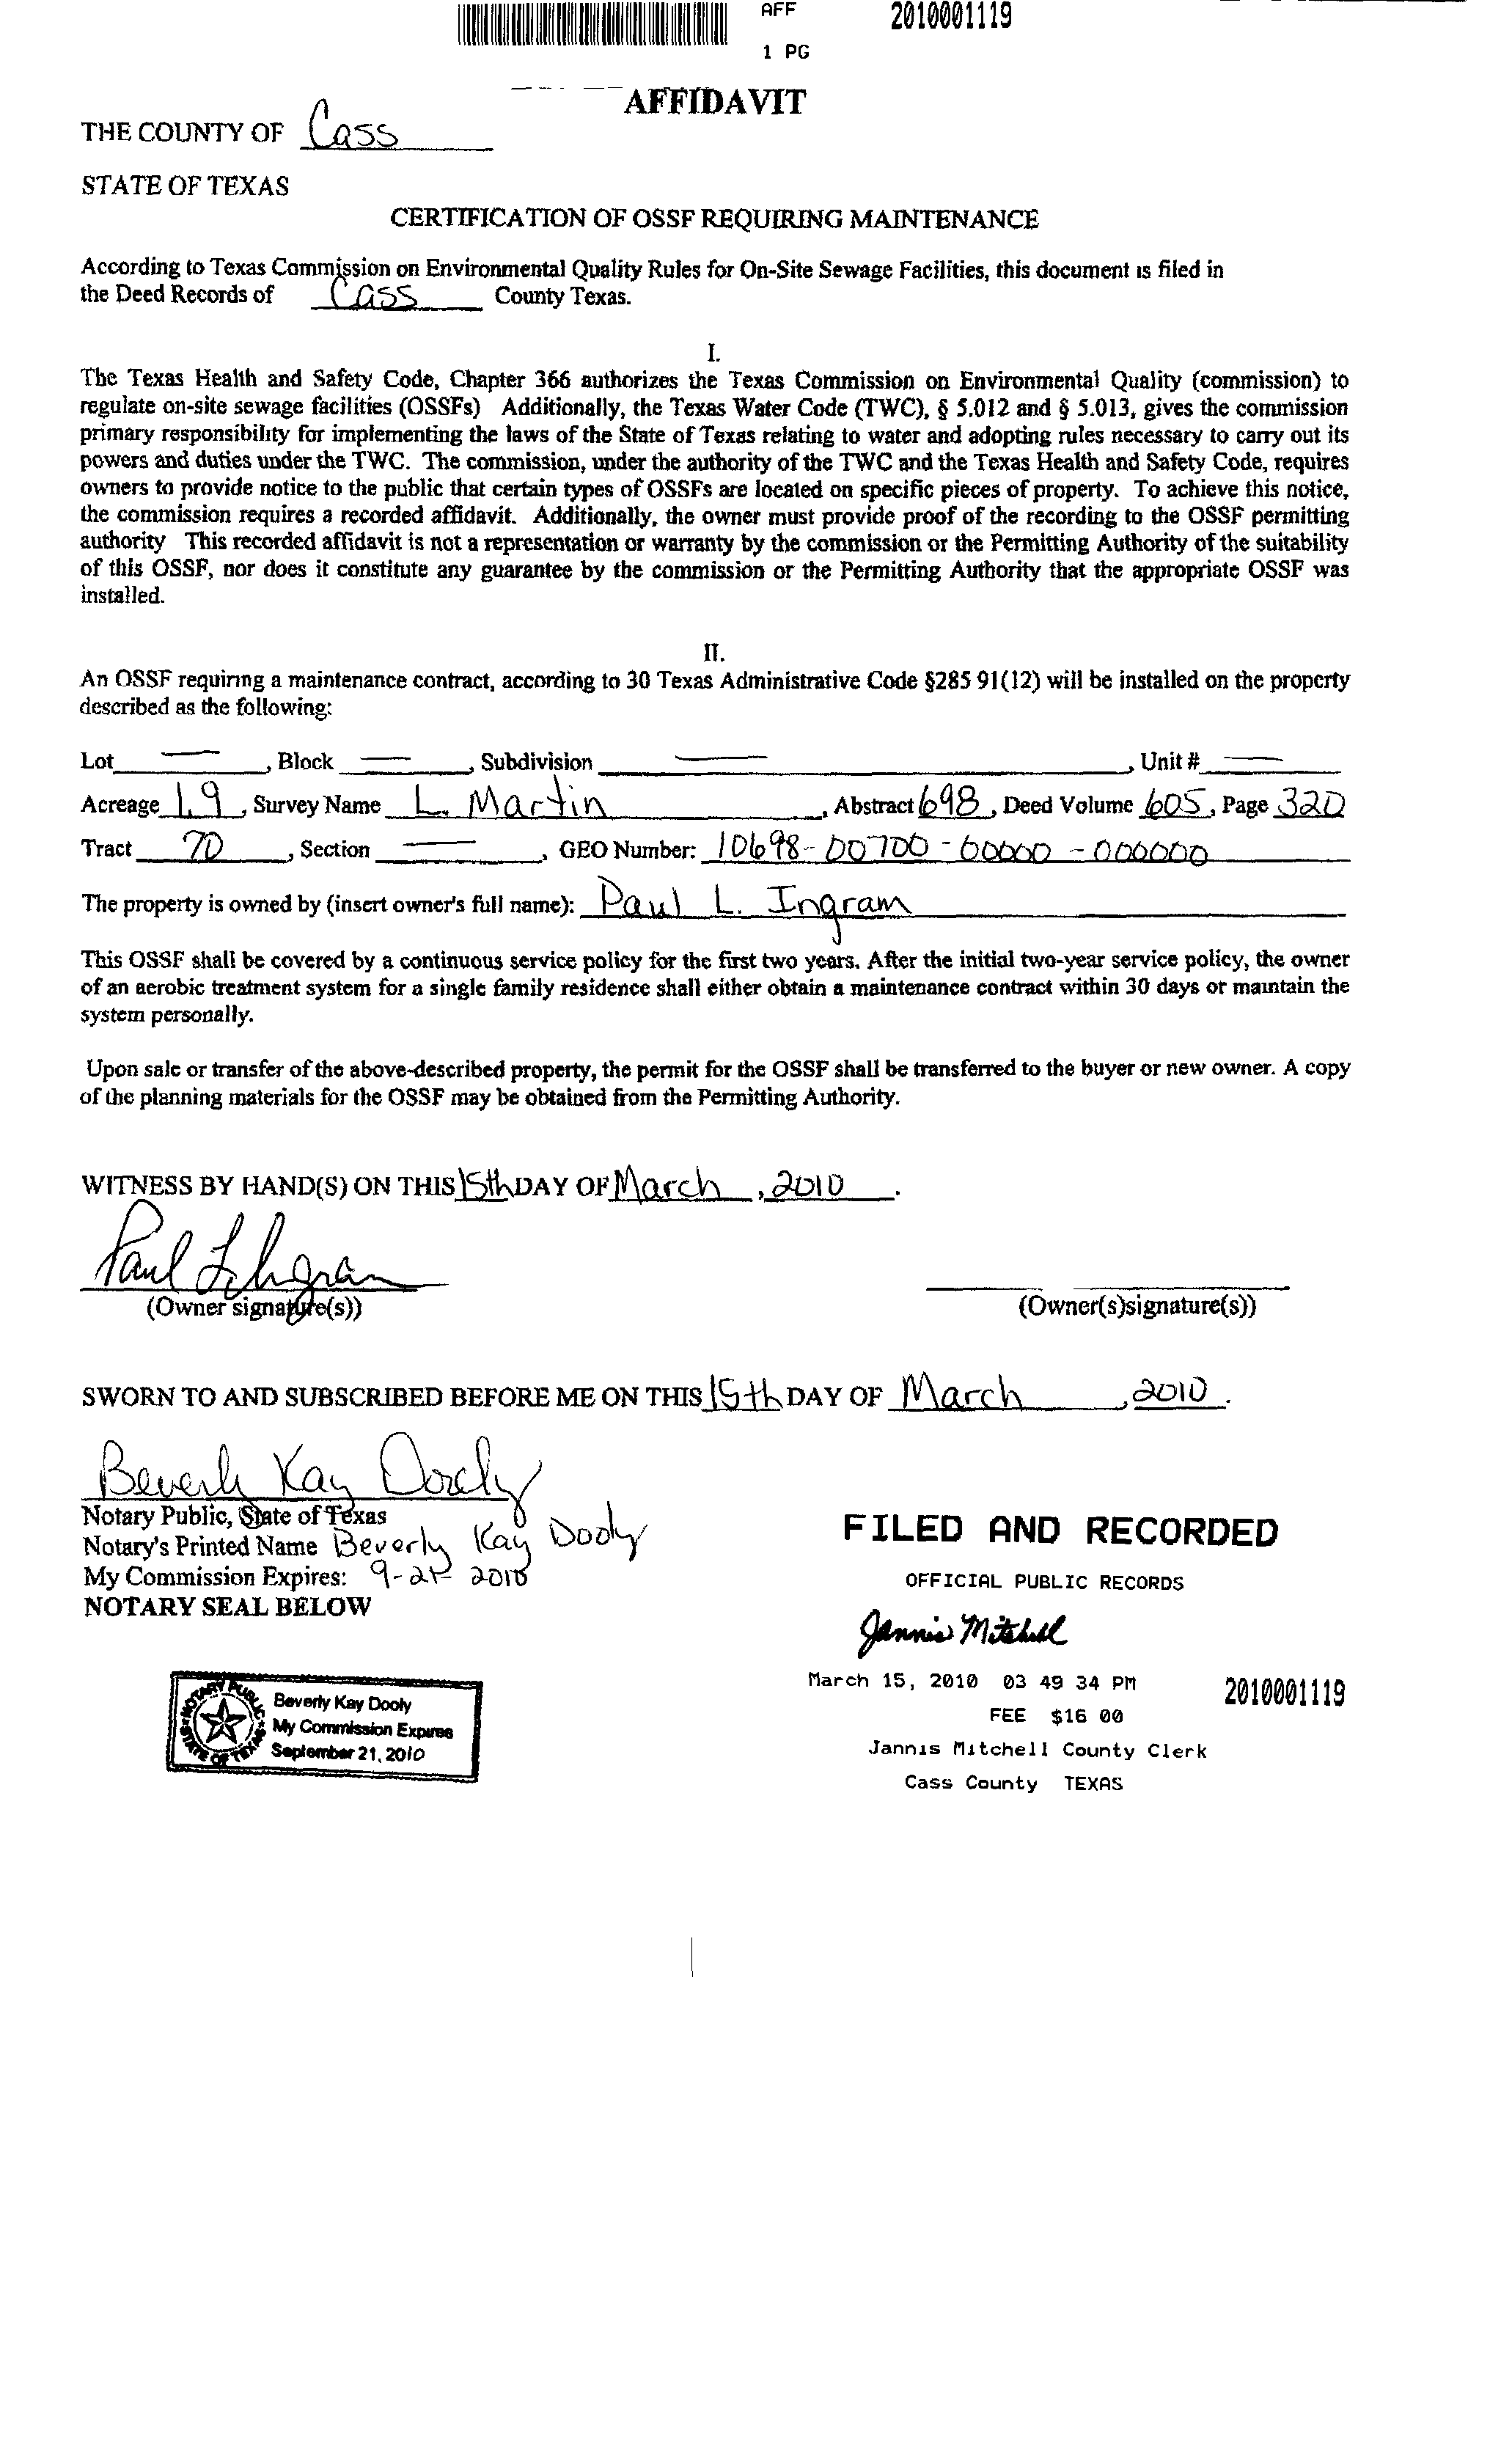 AFF 2010001119
1 PG
AFFIDAVIT
THE COUNTY OF Cass
STATE OF TEXAS
CERTIFICATION OF OSSF REQUIRING MAINTENANCE
According to Texas Commission on Environmental Quality Rules for On-Site Sewage Facilities, this document is filed in
the Deed Records of Cass County Texas.
I.
The Texas Health and Safety Code, Chapter 366 authorizes the Texas Commission on Environmental Quality (commission) to
regulate on-site sewage facilities (OSSFs) Additionally, the Texas Water Code (TWC), § 5.012 and § 5.013, gives the commission
primary responsibility for implementing the laws of the State of Texas relating to water and adopting rules necessary to carry out its
powers and duties under the TWC. The commission, under the authority of the TWC and the Texas Health and Safety Code, requires
owners to provide notice to the public that certain types of OSSFs are located on specific pieces of property. To achieve this notice,
the commission requires a recorded affidavit. Additionally, the owner must provide proof of the recording to the OSSF permitting
authority This recorded affidavit is not a representation or warranty by the commission or the Permitting Authority of the suitability
of this OSSF, nor does it constitute any guarantee by the commission or the Permitting Authority that the appropriate OSSF was
installed.
II.
An OSSF requiring a maintenance contract, according to 30 Texas Administrative Code §285 91(12) will be installed on the property
described as the following:
Lot — , Block — , Subdivision — , Unit # —
Acreage 1.9 , Survey Name L. Martin , Abstract 698 , Deed Volume 605 , Page 320
Tract 70 , Section — , GEO Number: 10698-00700-00000-000000
The property is owned by (insert owner's full name): Paul L. Ingram
This OSSF shall be covered by a continuous service policy for the first two years. After the initial two-year service policy, the owner
of an aerobic treatment system for a single family residence shall either obtain a maintenance contract within 30 days or maintain the
system personally.
Upon sale or transfer of the above-described property, the permit for the OSSF shall be transferred to the buyer or new owner. A copy
of the planning materials for the OSSF may be obtained from the Permitting Authority.
WITNESS BY HAND(S) ON THIS 15th DAY OF March , 2010 .
Paul L Ingram
(Owner signature(s)) (Owner(s)signature(s))
SWORN TO AND SUBSCRIBED BEFORE ME ON THIS 15th DAY OF March , 2010 .
Beverly Kay Dooly
Notary Public, State of Texas
Notary's Printed Name Beverly Kay Dooly
My Commission Expires: 9-21-2010
NOTARY SEAL BELOW
FILED AND RECORDED
OFFICIAL PUBLIC RECORDS
Jannis Mitchell
March 15, 2010 03 49 34 PM 2010001119
FEE $16 00
Jannis Mitchell County Clerk
Cass County TEXAS
NOTARY PUBLIC
STATE OF TEXAS
Beverly Kay Dooly
My Commission Expires
September 21, 2010